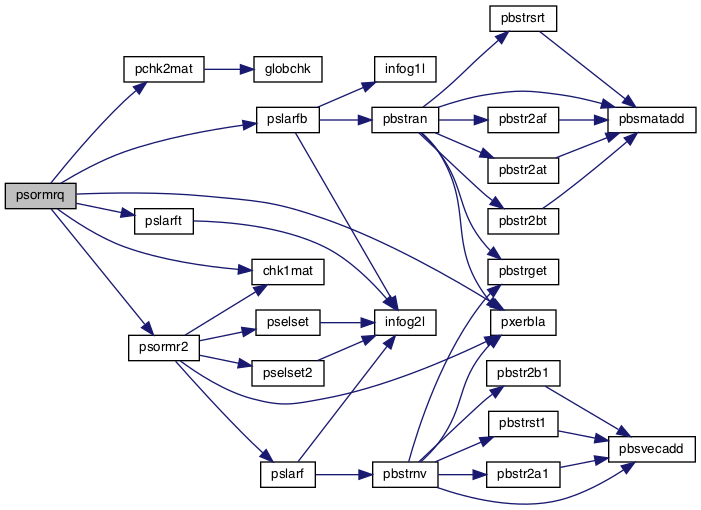 pbstrsrt
pchk2mat
globchk
infog1l
pslarfb
pbstran
pbstr2af
pbsmatadd
pbstr2at
psormrq
pslarft
pbstr2bt
chk1mat
pbstrget
pselset
infog2l
pxerbla
psormr2
pselset2
pbstr2b1
pbstrst1
pbsvecadd
pslarf
pbstrnv
pbstr2a1